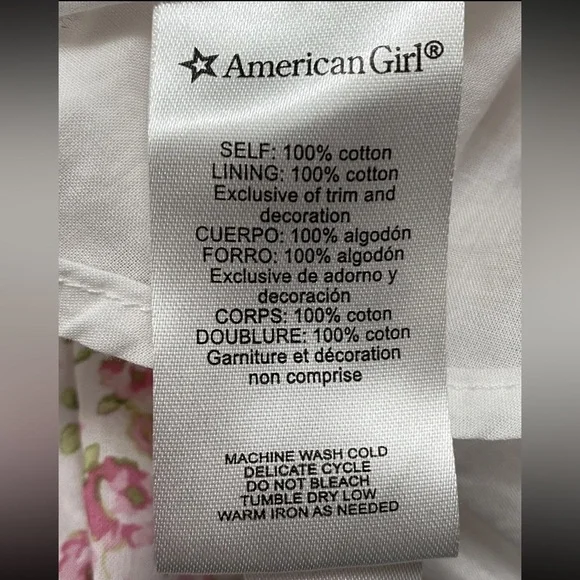 American Girl®
SELF: 100% cotton
LINING: 100% cotton
Exclusive of trim and
decoration
CUERPO: 100% algodón
FORRO: 100% algodón
Exclusive de adorno y
decoración
CORPS: 100% coton
DOUBLURE: 100% coton
Garniture et décoration
non comprise
MACHINE WASH COLD
DELICATE CYCLE
DO NOT BLEACH
TUMBLE DRY LOW
WARM IRON AS NEEDED